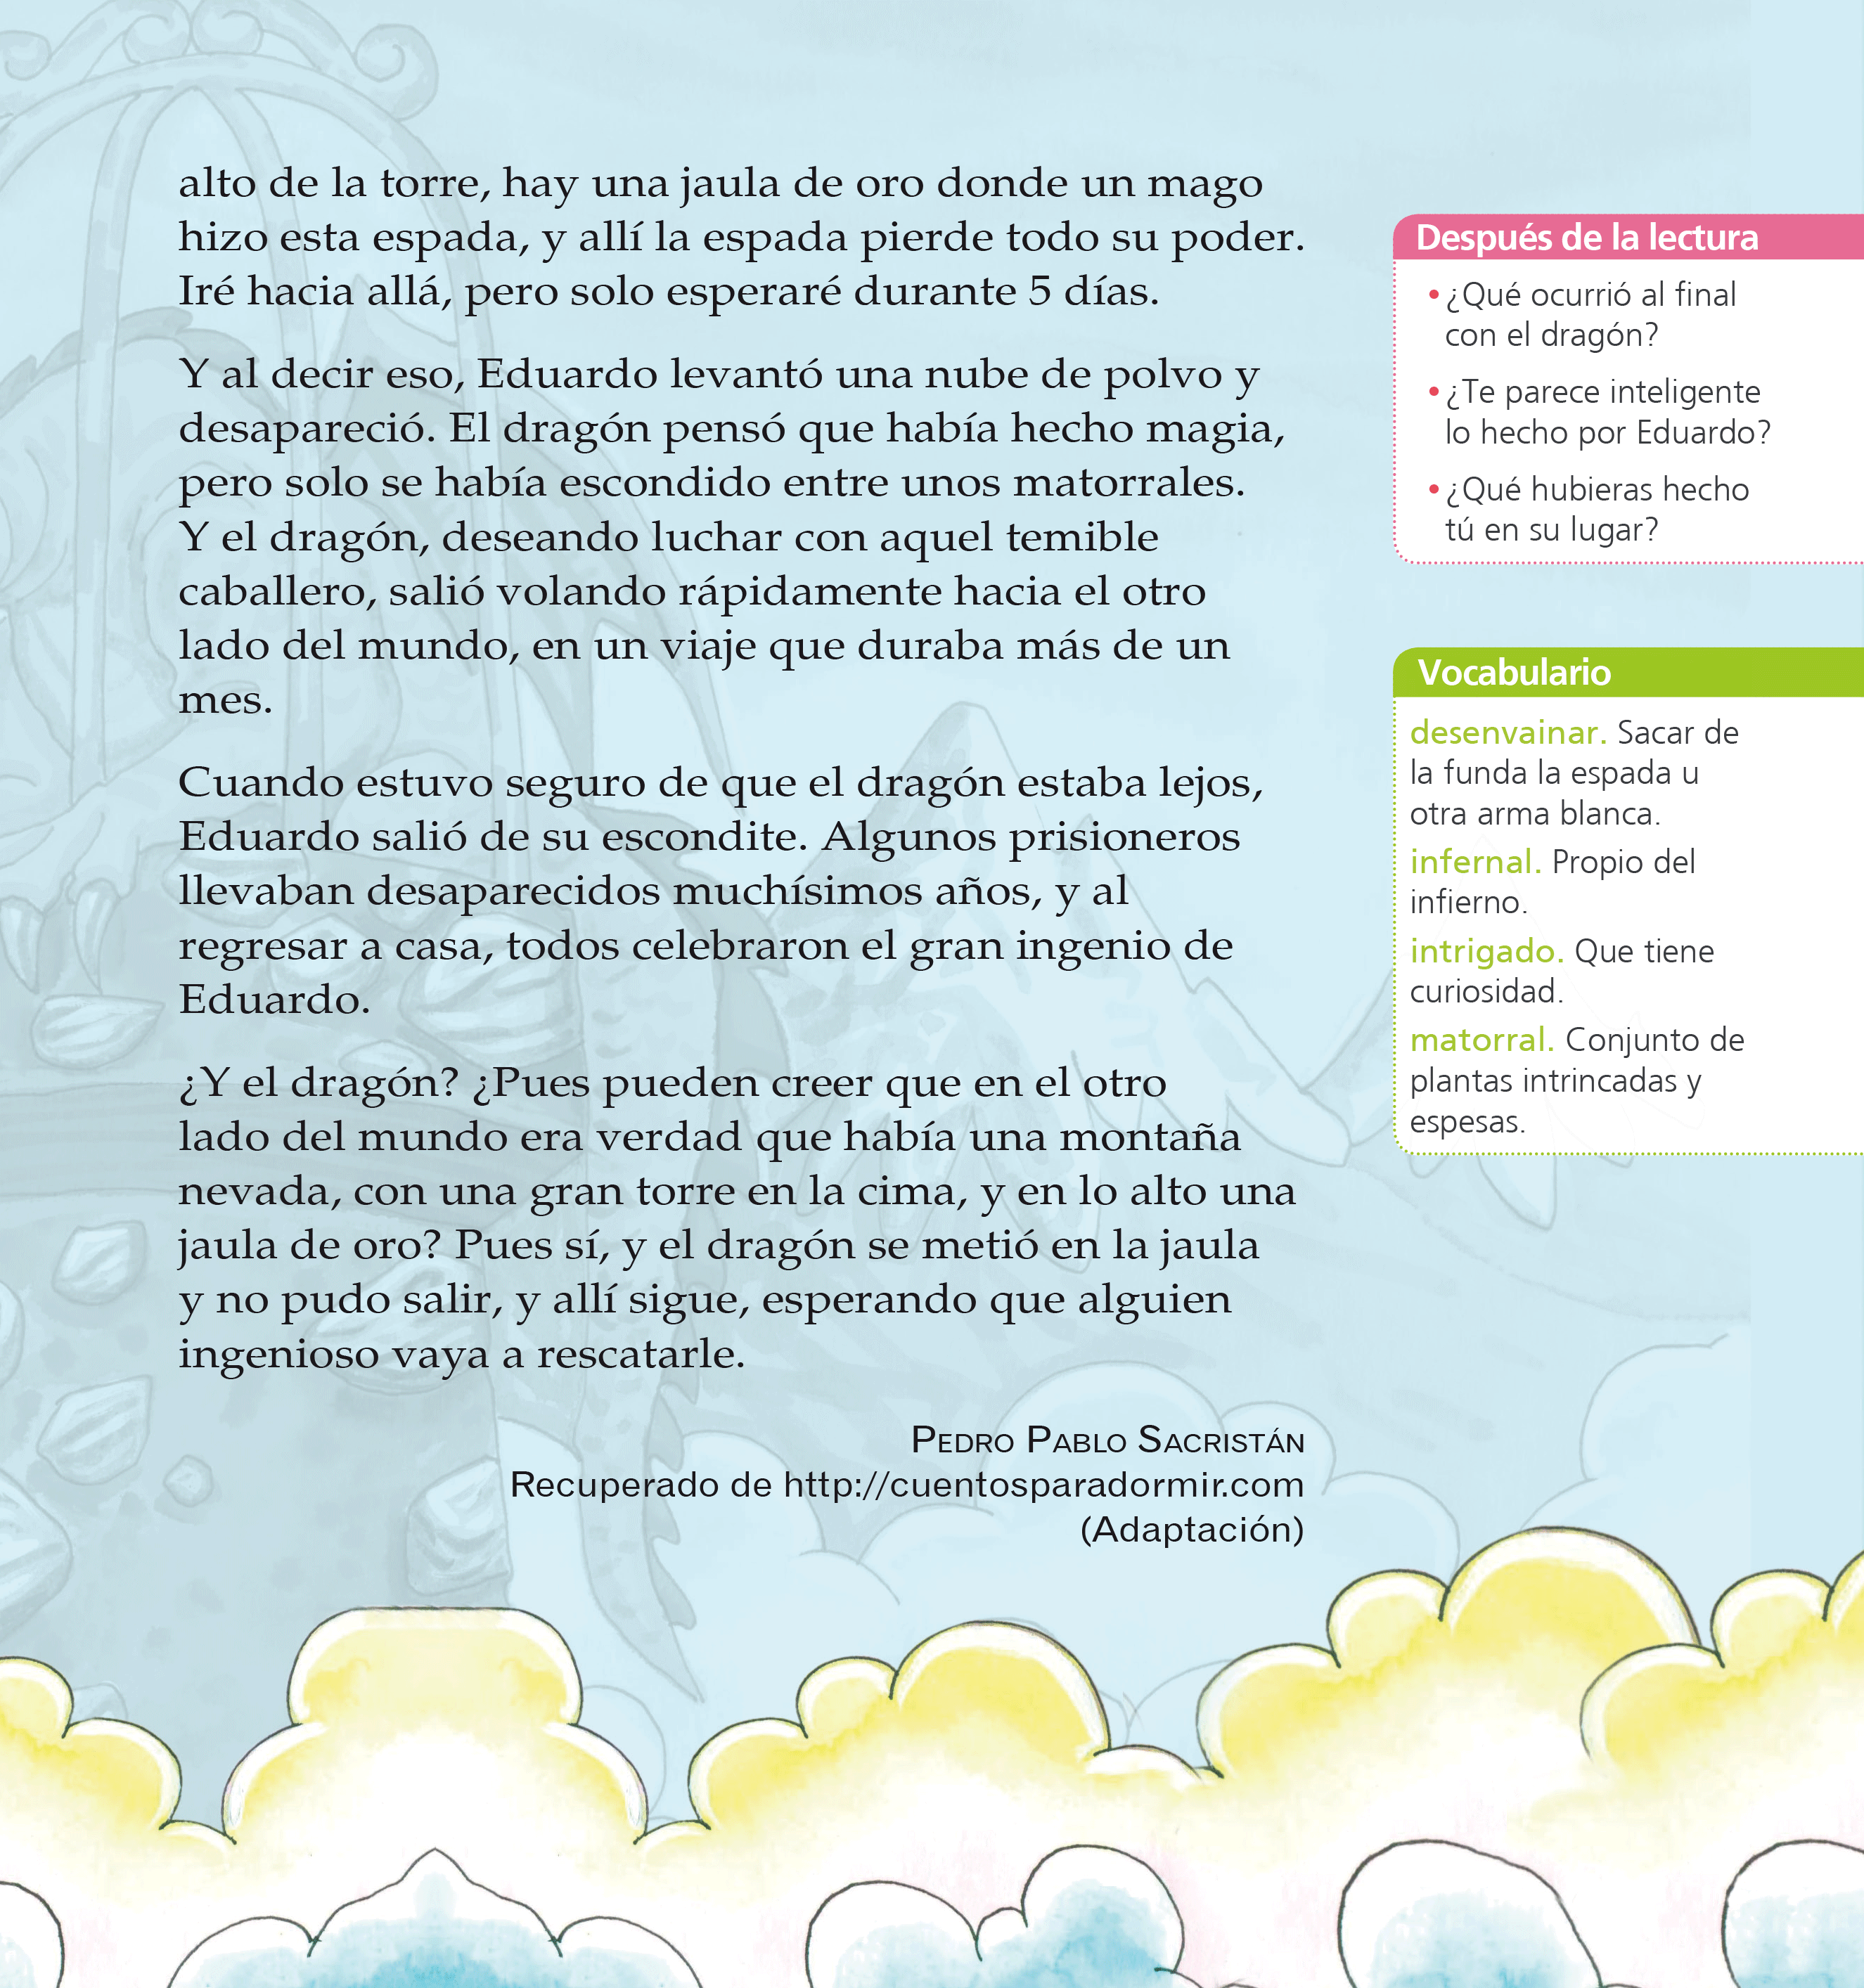 alto de la torre, hay una jaula de oro donde un mago
hizo esta espada, y allí la espada pierde todo su poder.
Iré hacia allá, pero solo esperaré durante 5 días.
Y al decir eso, Eduardo levantó una nube de polvo y
desapareció. El dragón pensó que había hecho magia,
pero solo se había escondido entre unos matorrales.
Y el dragón, deseando luchar con aquel temible
caballero, salió volando rápidamente hacia el otro
lado del mundo, en un viaje que duraba más de un
mes.
Cuando estuvo seguro de que el dragón estaba lejos,
Eduardo salió de su escondite. Algunos prisioneros
llevaban desaparecidos muchísimos años, y al
regresar a casa, todos celebraron el gran ingenio de
Eduardo.
¿Y el dragón? ¿Pues pueden creer que en el otro
lado del mundo era verdad que había una montaña
nevada, con una gran torre en la cima, y en lo alto una
jaula de oro? Pues sí, y el dragón se metió en la jaula
y no pudo salir, y allí sigue, esperando que alguien
ingenioso vaya a rescatarle.
Pedro Pablo Sacristán
Recuperado de http://cuentosparadormir.com
(Adaptación)
Después de la lectura
• ¿Qué ocurrió al final
con el dragón?
• ¿Te parece inteligente
lo hecho por Eduardo?
• ¿Qué hubieras hecho
tú en su lugar?
Vocabulario
desenvainar. Sacar de
la funda la espada u
otra arma blanca.
infernal. Propio del
infierno.
intrigado. Que tiene
curiosidad.
matorral. Conjunto de
plantas intrincadas y
espesas.